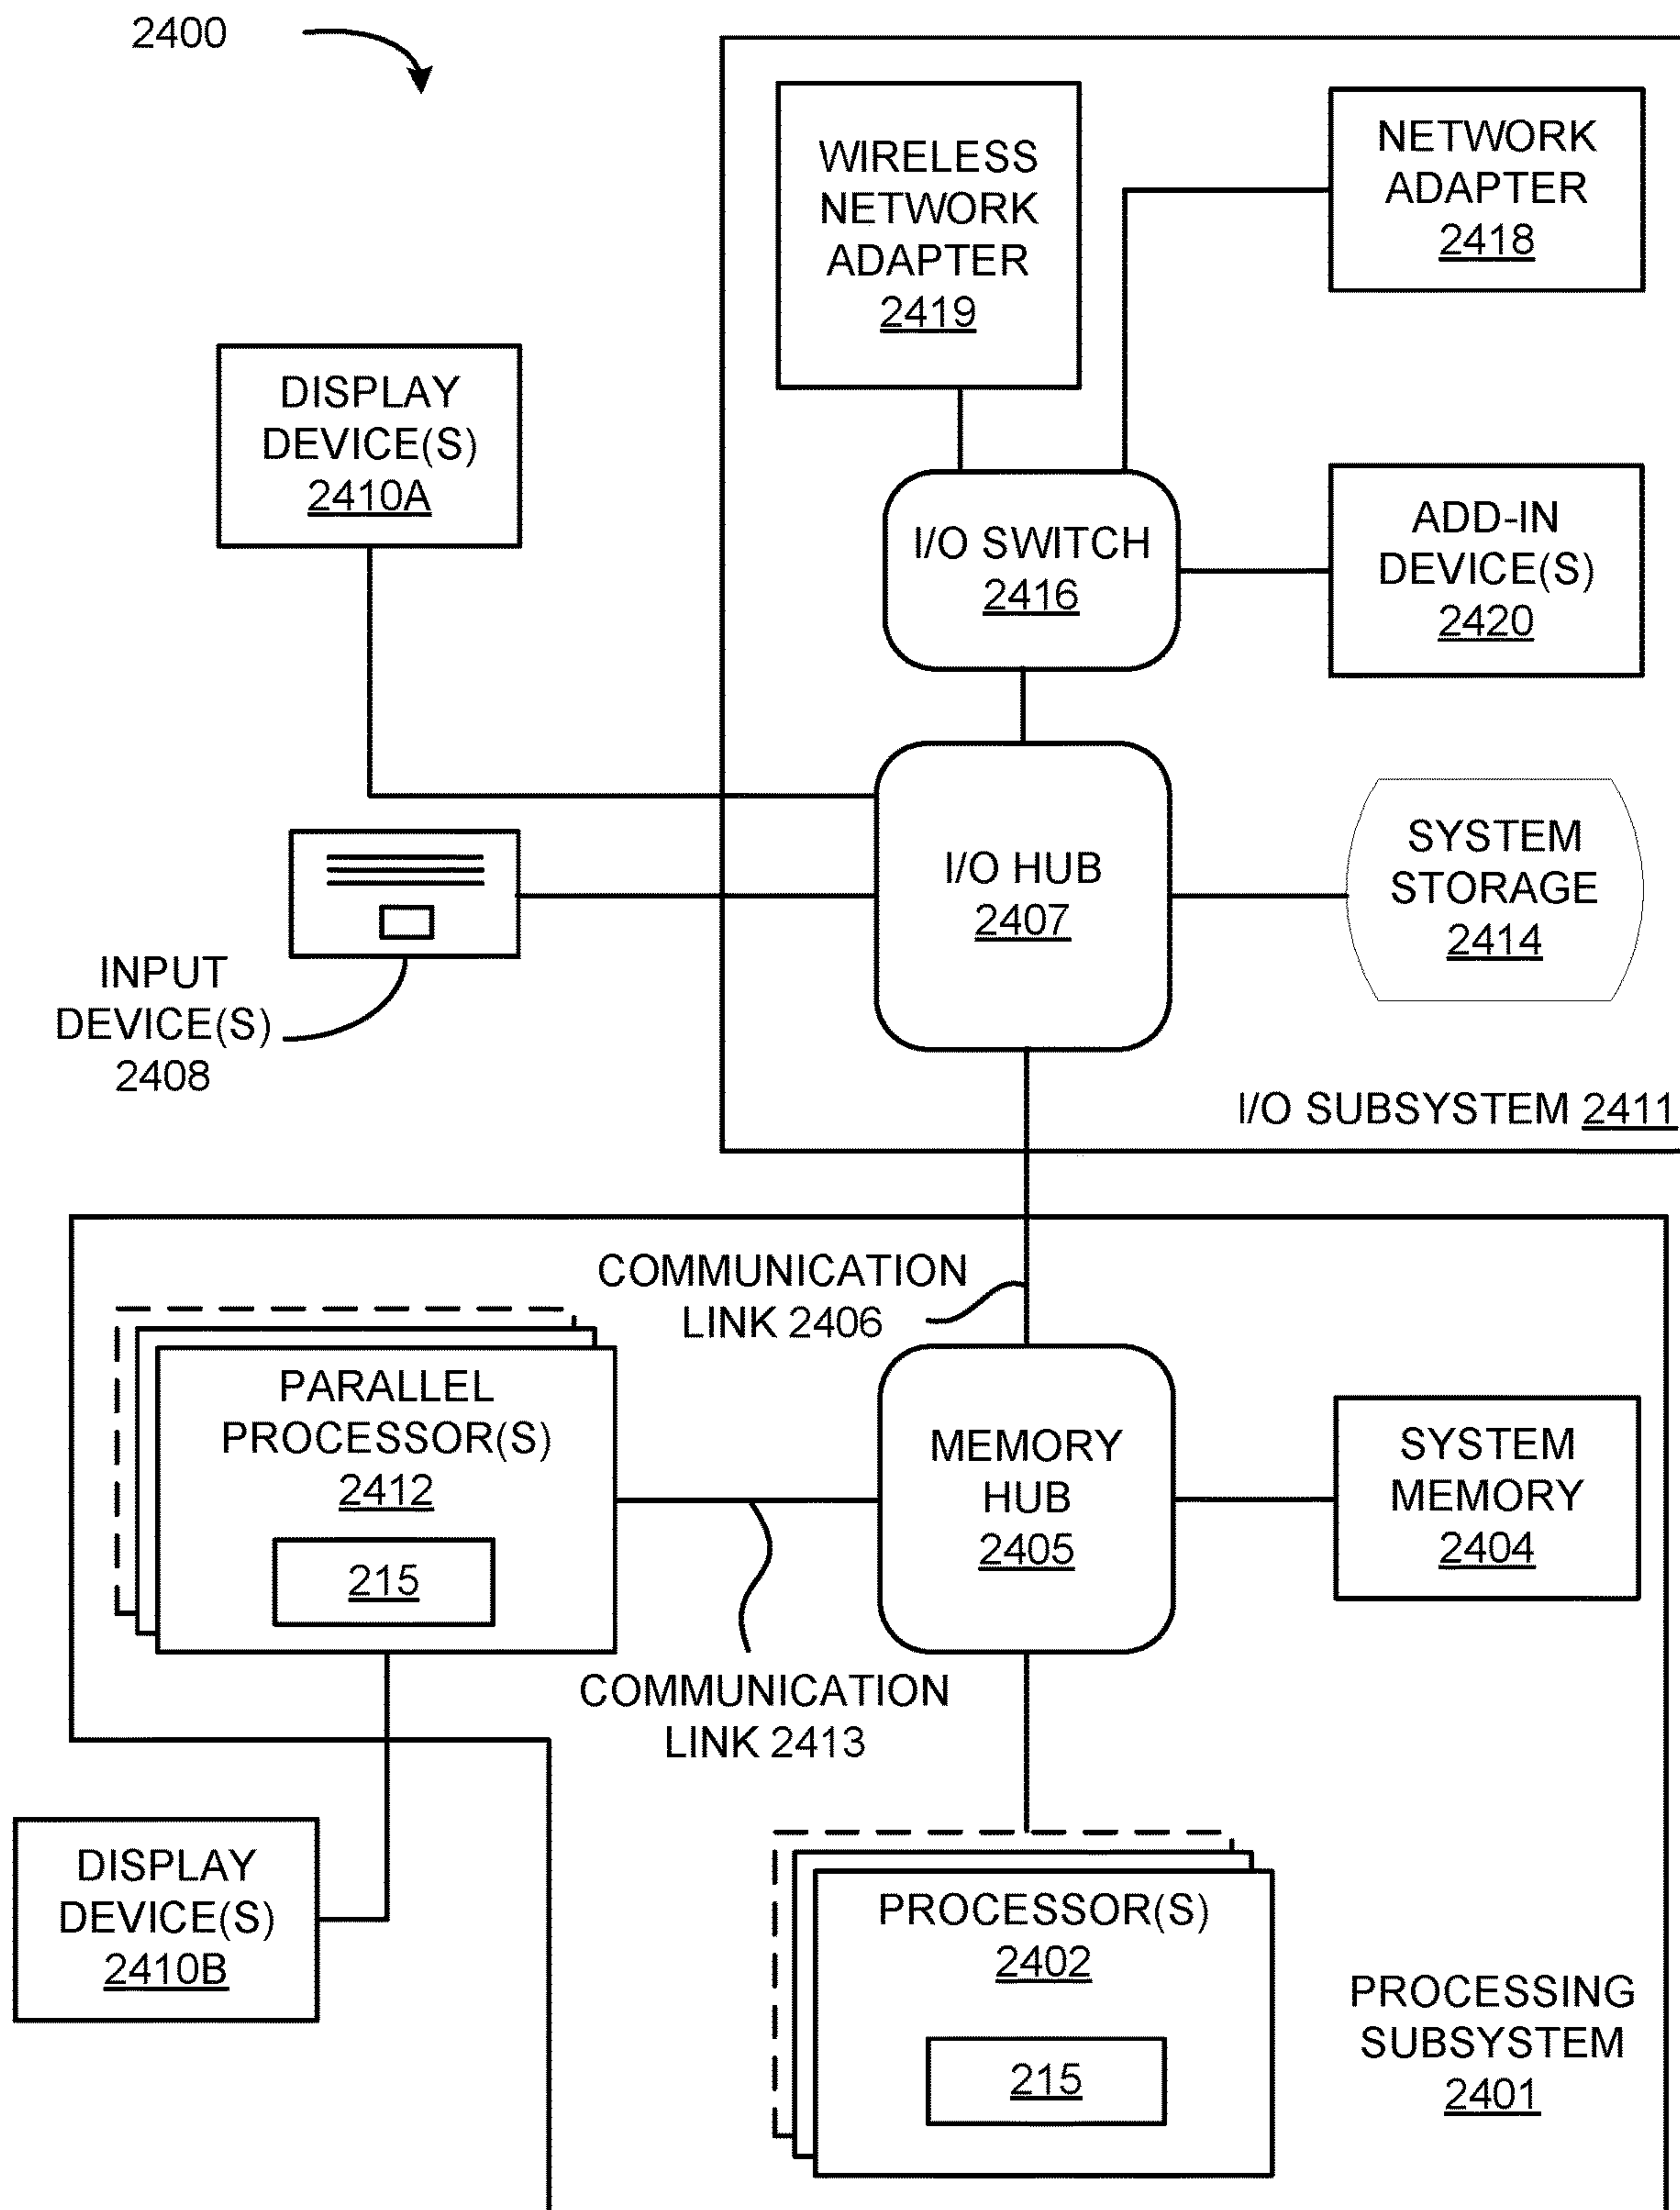 2400
WIRELESS
NETWORK
ADAPTER
2419
NETWORK
ADAPTER
2418
DISPLAY
DEVICE(S)
2410A
I/O SWITCH
2416
ADD-IN
DEVICE(S)
2420
I/O HUB
2407
SYSTEM
STORAGE
2414
INPUT
DEVICE(S)
2408
I/O SUBSYSTEM 2411
COMMUNICATION
LINK 2406
PARALLEL
PROCESSOR(S)
2412
215
MEMORY
HUB
2405
SYSTEM
MEMORY
2404
COMMUNICATION
LINK 2413
DISPLAY
DEVICE(S)
2410B
PROCESSOR(S)
2402
215
PROCESSING
SUBSYSTEM
2401